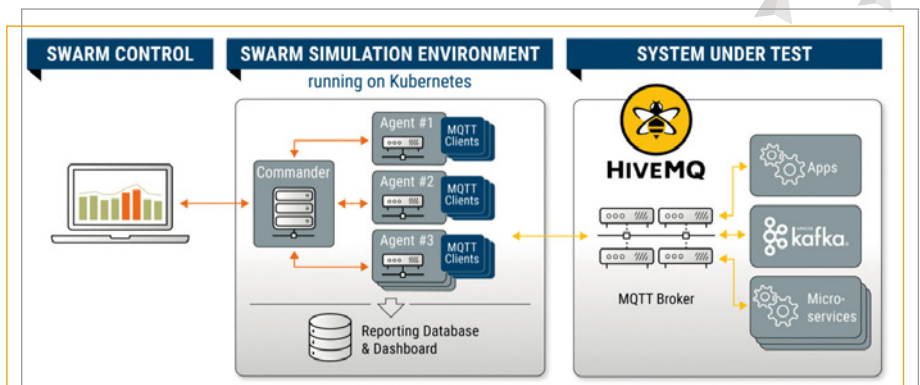 SWARM CONTROL
SWARM SIMULATION ENVIRONMENT
running on Kubernetes
SYSTEM UNDER TEST
Commander
Agent #1
MQTT
Clients
Agent #2
MQTT
Clients
Agent #3
MQTT
Clients
Reporting Database
& Dashboard
HIVEMQ
MQTT Broker
Apps
APACHE
kafka®
Micro-
services